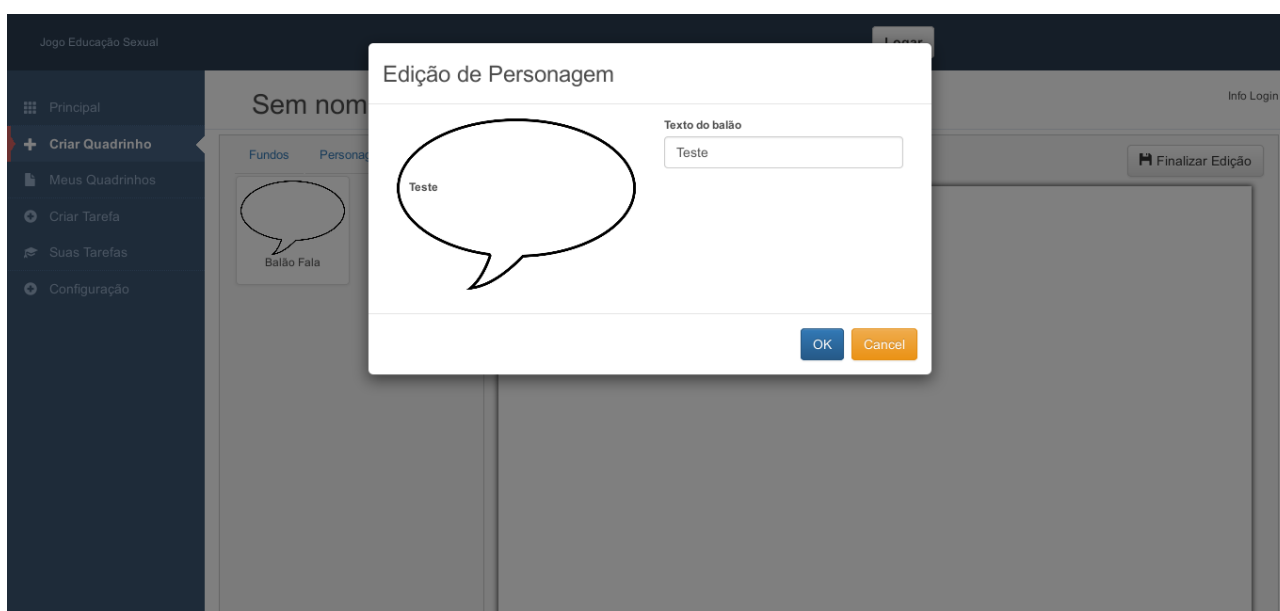 Jogo Educação Sexual
Logar
Edição de Personagem
Principal
Criar Quadrinho
Meus Quadrinhos
Criar Tarefa
Suas Tarefas
Configuração
Sem nom
Info Login
Fundos
Personag
Finalizar Edição
Balão Fala
Teste
Texto do balão
Teste
OK
Cancel